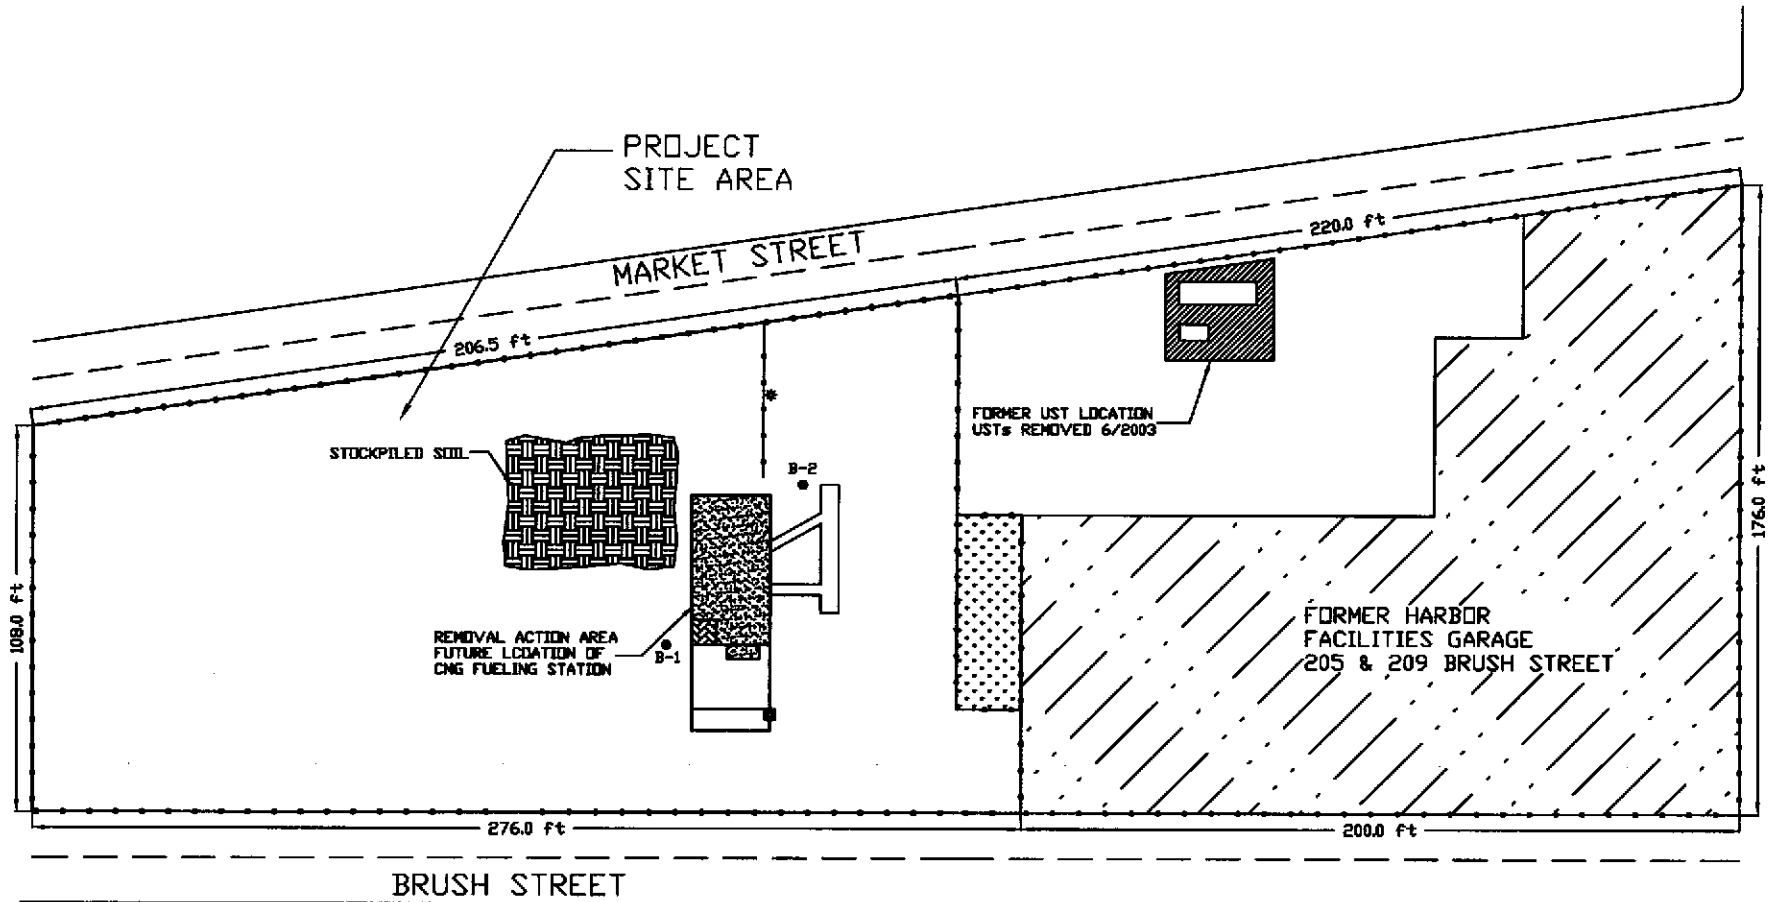 PROJECT
SITE AREA
MARKET STREET
220.0 ft
206.5 ft
FORMER UST LOCATION
USTs REMOVED 6/2003
STOCKPILED SOIL
B-2
176.0 ft
108.0 ft
REMOVAL ACTION AREA
FUTURE LOCATION OF
CNG FUELING STATION
B-1
FORMER HARBOR
FACILITIES GARAGE
205 & 209 BRUSH STREET
276.0 ft
200.0 ft
BRUSH STREET